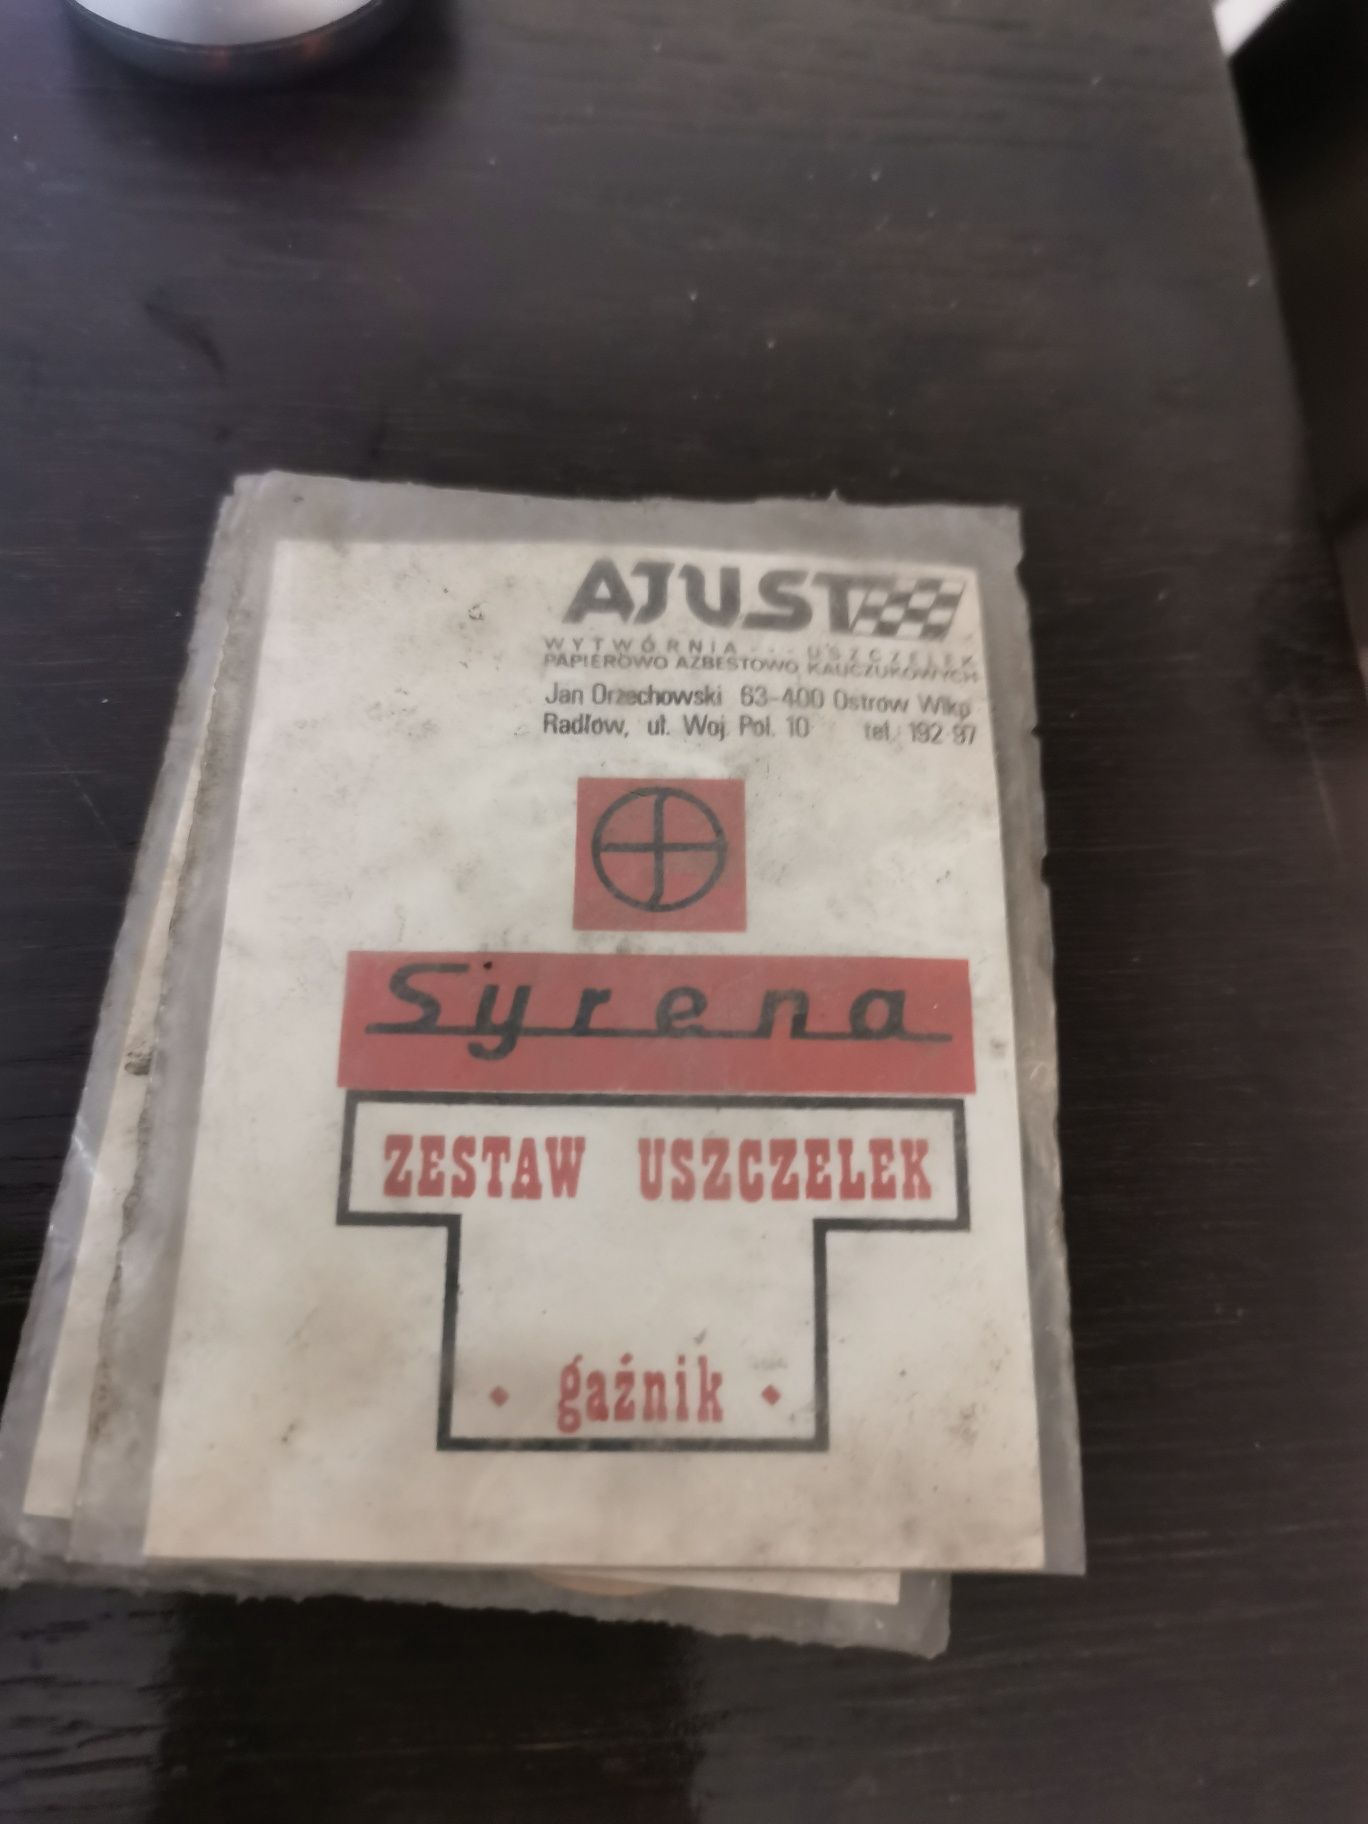 AJUST
WYTWÓRNIA - - - USZCZELEK
PAPIEROWO AZBESTOWO KAUCZUKOWYCH
Jan Orzechowski 63-400 Ostrów Wlkp
Radłów, ul. Woj. Pol. 10 tel. 192-97
Syrena
ZESTAW USZCZELEK
gaźnik